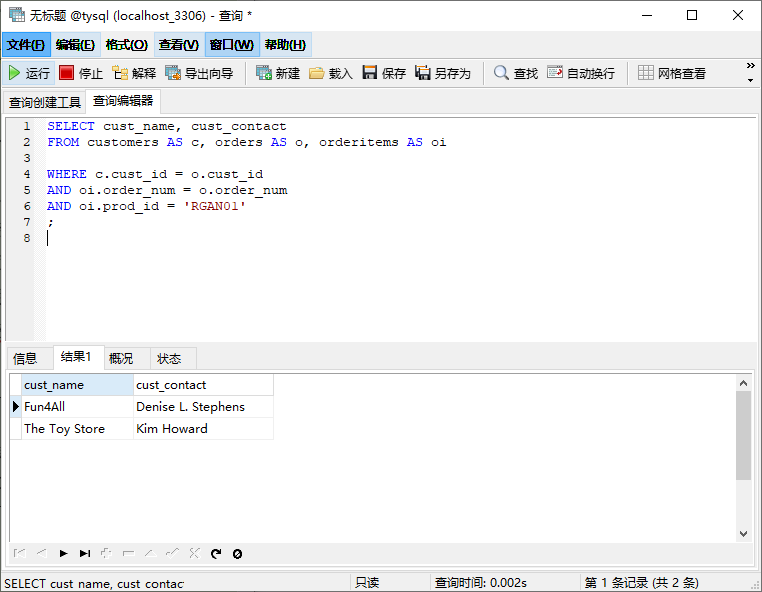 无标题 @tysql (localhost_3306) - 查询 *
文件(F) 编辑(E) 格式(O) 查看(V) 窗口(W) 帮助(H)
运行 停止 解释 导出向导 新建 载入 保存 另存为 查找 自动换行 网格查看 »
查询创建工具 查询编辑器
1 SELECT cust_name, cust_contact
2 FROM customers AS c, orders AS o, orderitems AS oi
3
4 WHERE c.cust_id = o.cust_id
5 AND oi.order_num = o.order_num
6 AND oi.prod_id = 'RGAN01'
7 ;
8
信息 结果1 概况 状态
cust_name cust_contact
Fun4All Denise L. Stephens
The Toy Store Kim Howard
SELECT cust_name, cust_contac 只读 查询时间: 0.002s 第 1 条记录 (共 2 条)